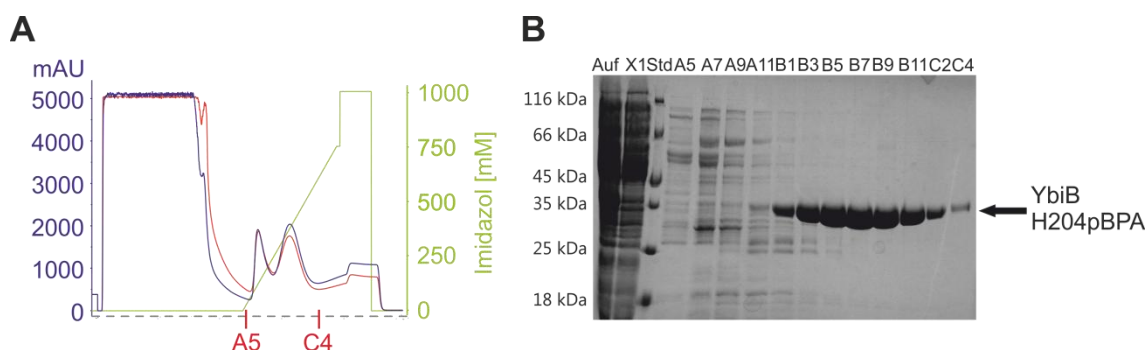 A
mAU
5000
4000
3000
2000
1000
0
1000
750
500
250
0
Imidazol [mM]
A5
C4
B
Auf X1 Std A5 A7 A9 A11 B1 B3 B5 B7 B9 B11 C2 C4
116 kDa
66 kDa
45 kDa
35 kDa
25 kDa
18 kDa
YbiB
H204pBPA